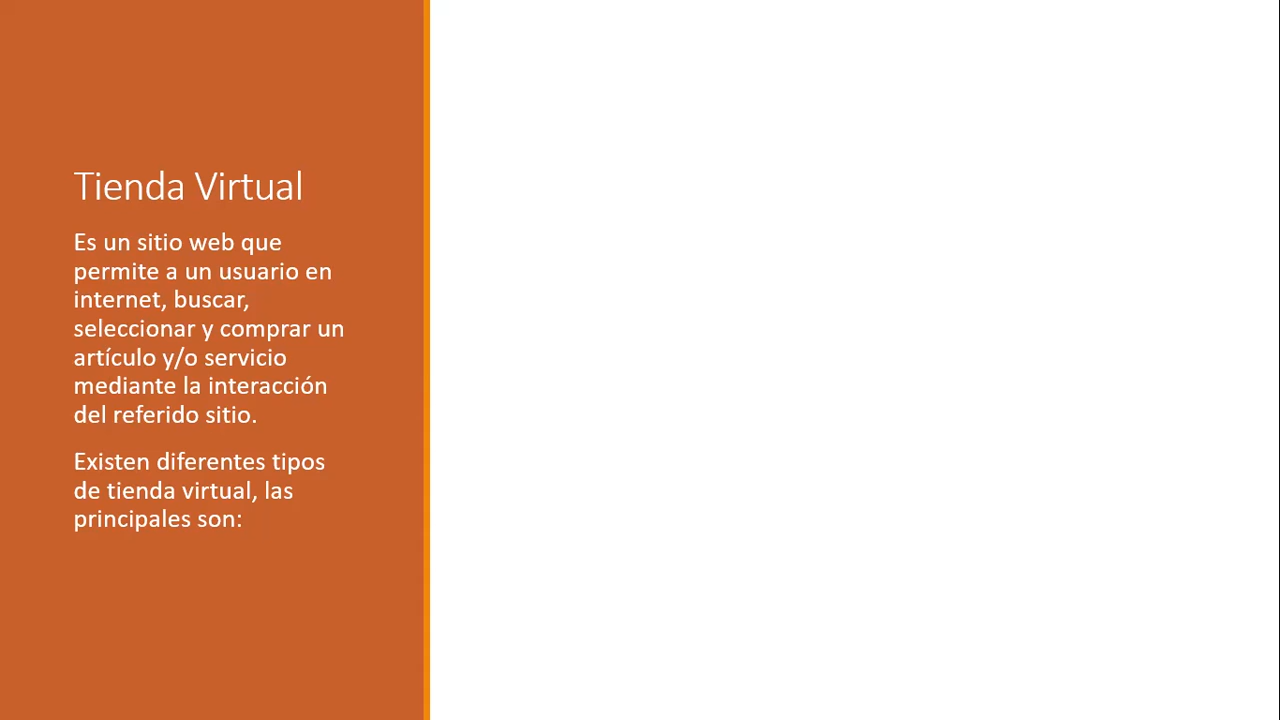 Tienda Virtual
Es un sitio web que
permite a un usuario en
internet, buscar,
seleccionar y comprar un
artículo y/o servicio
mediante la interacción
del referido sitio.
Existen diferentes tipos
de tienda virtual, las
principales son: